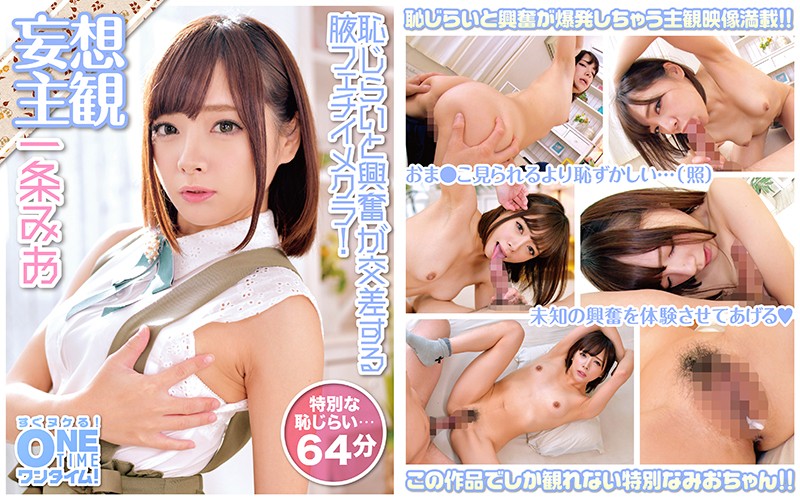 妄想
主観
一条みお
恥じらいと興奮が交差する
腋フェチイメクラ！
特別な
恥じらい…
64分
すぐヌケる！
ONE
TIME
ワンタイム！
恥じらいと興奮が爆発しちゃう主観映像満載!!
おま●こ見られるより恥ずかしい…(照)
未知の興奮を体験させてあげる♥
この作品でしか観れない特別なみおちゃん!!